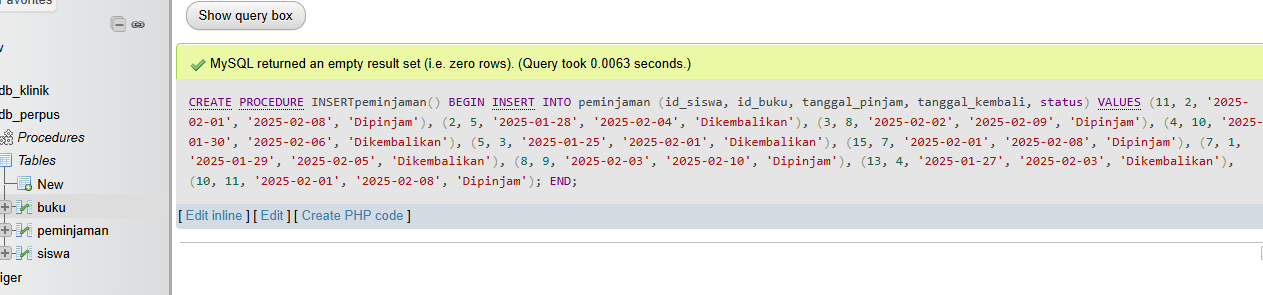 Favorites
Show query box
MySQL returned an empty result set (i.e. zero rows). (Query took 0.0063 seconds.)
db_klinik
db_perpus
Procedures
Tables
New
buku
peminjaman
siswa
iger
CREATE PROCEDURE INSERTpeminjaman() BEGIN INSERT INTO peminjaman (id_siswa, id_buku, tanggal_pinjam, tanggal_kembali, status) VALUES (11, 2, '2025-
02-01', '2025-02-08', 'Dipinjam'), (2, 5, '2025-01-28', '2025-02-04', 'Dikembalikan'), (3, 8, '2025-02-02', '2025-02-09', 'Dipinjam'), (4, 10, '2025-
01-30', '2025-02-06', 'Dikembalikan'), (5, 3, '2025-01-25', '2025-02-01', 'Dikembalikan'), (15, 7, '2025-02-01', '2025-02-08', 'Dipinjam'), (7, 1,
'2025-01-29', '2025-02-05', 'Dikembalikan'), (8, 9, '2025-02-03', '2025-02-10', 'Dipinjam'), (13, 4, '2025-01-27', '2025-02-03', 'Dikembalikan'),
(10, 11, '2025-02-01', '2025-02-08', 'Dipinjam'); END;
[ Edit inline ] [ Edit ] [ Create PHP code ]